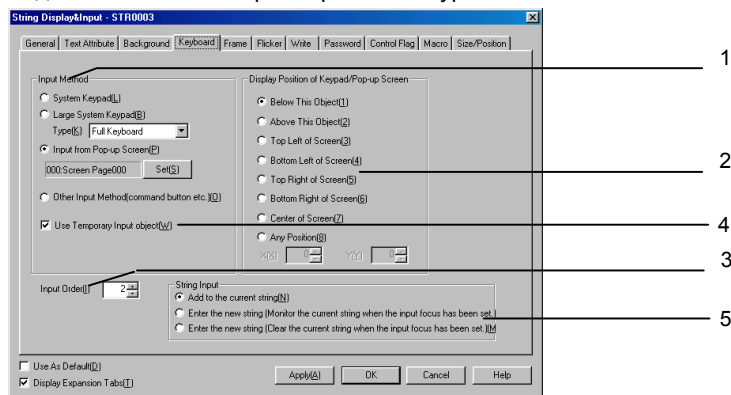 String Display&Input - STR0003
General Text Attribute Background Keyboard Frame Flicker Write Password Control Flag Macro Size/Position
Input Method
System Keypad(L)
Large System Keypad(B)
Type(K) Full Keyboard
Input from Pop-up Screen(P)
000:Screen Page000 Set(S)
Other Input Method(command button etc.)(O)
Use Temporary Input object(W)
Display Position of Keypad/Pop-up Screen
Below This Object(1)
Above This Object(2)
Top Left of Screen(3)
Bottom Left of Screen(4)
Top Right of Screen(5)
Bottom Right of Screen(6)
Center of Screen(7)
Any Position(8)
X(X) 0 Y(Y) 0
Input Order(I) 2
String Input
Add to the current string(N)
Enter the new string (Monitor the current string when the input focus has been set.)
Enter the new string (Clear the current string when the input focus has been set.)(M
Use As Default(D)
Display Expansion Tabs(T)
Apply(A) OK Cancel Help
1
2
4
3
5